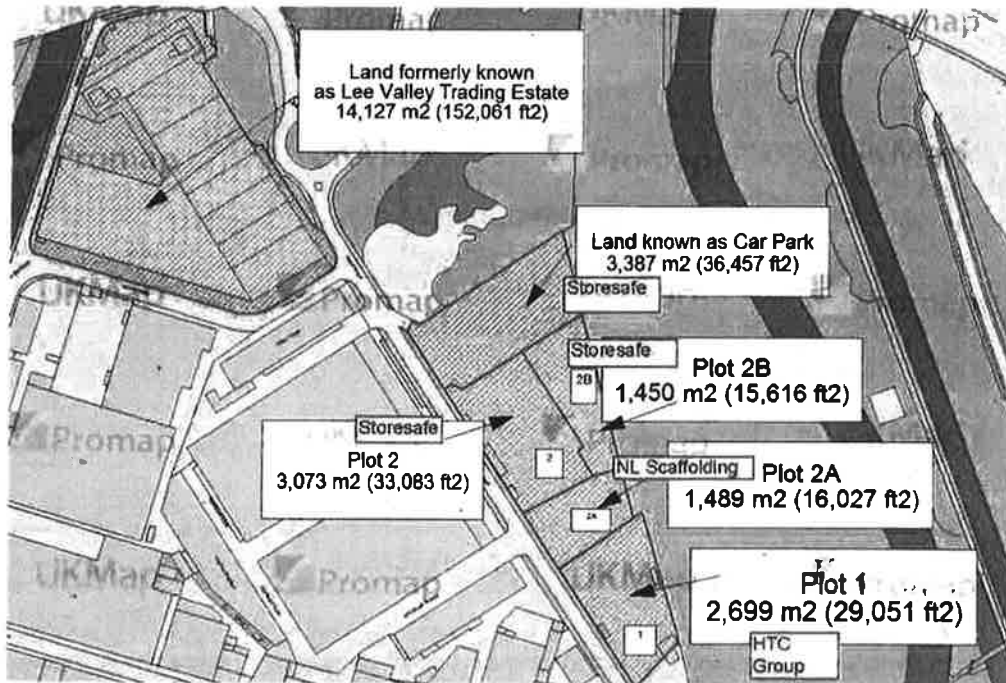 UKMap
Promap
Land formerly known
as Lee Valley Trading Estate
14,127 m2 (152,061 ft2)
Promap
Promap
Land known as Car Park
3,387 m2 (36,457 ft2)
Storesafe
UKMap
Promap
Storesafe
2B
Plot 2B
1,450 m2 (15,616 ft2)
Promap
Storesafe
Plot 2
3,073 m2 (33,083 ft2)
2
NL Scaffolding
Plot 2A
1,489 m2 (16,027 ft2)
2A
UKMap
Promap
UKM
Plot 1
2,699 m2 (29,051 ft2)
1
HTC
Group